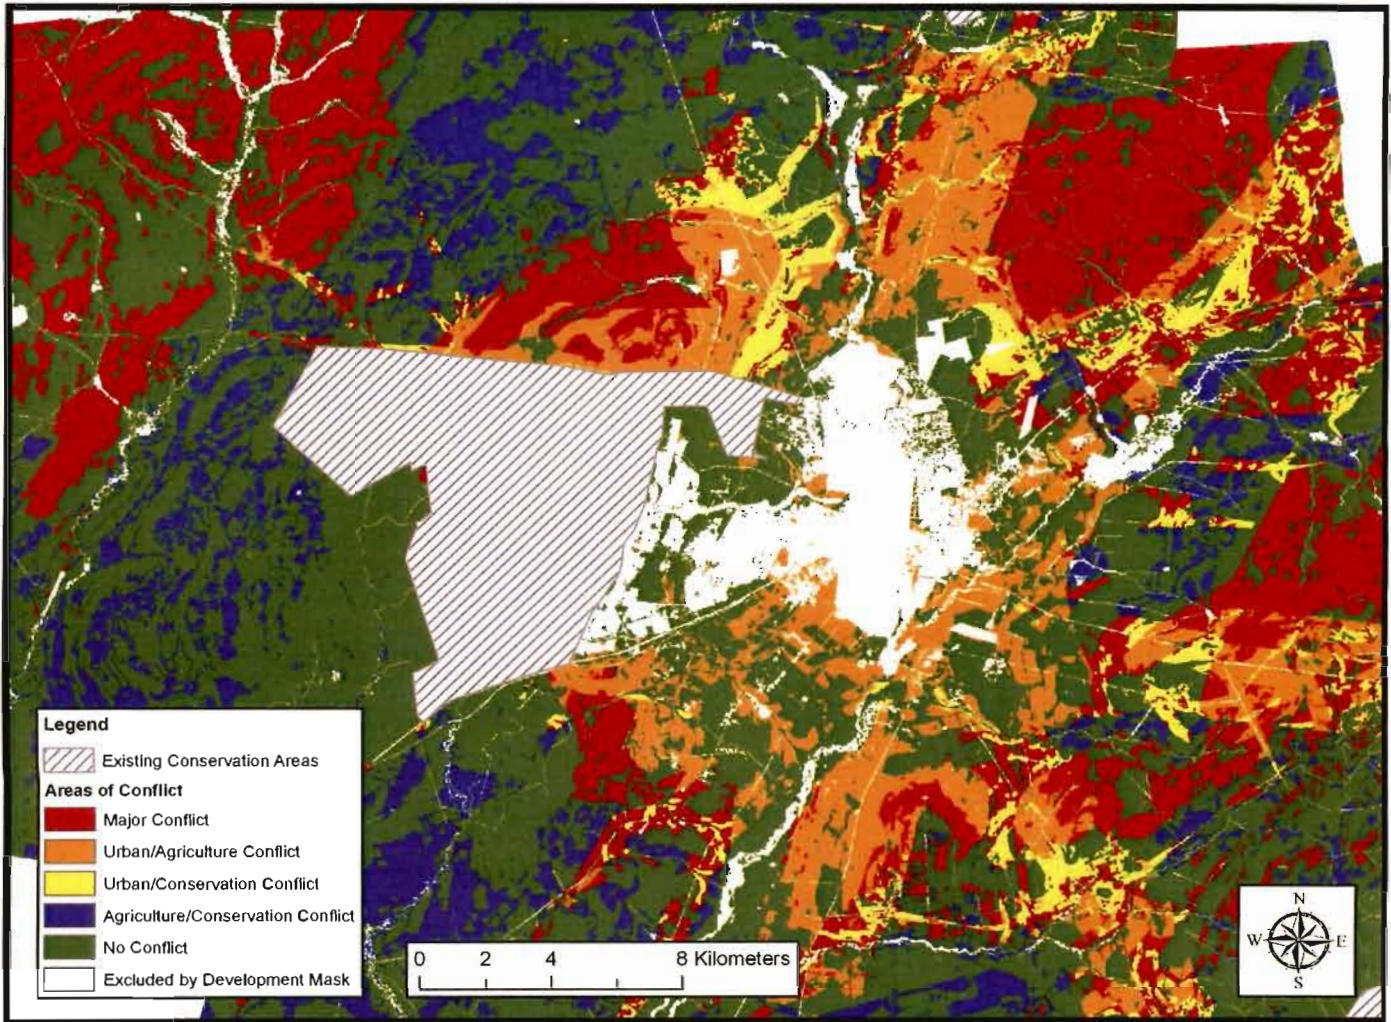 Legend
Existing Conservation Areas
Areas of Conflict
Major Conflict
Urban/Agriculture Conflict
Urban/Conservation Conflict
Agriculture/Conservation Conflict
No Conflict
Excluded by Development Mask
0 2 4 8 Kilometers
N
W E
S